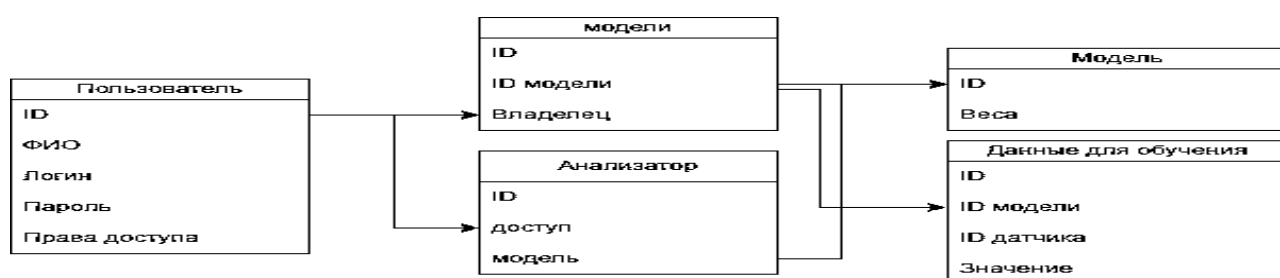 Пользователь
ID
ФИО
Логин
Пароль
Права доступа
модели
ID
ID модели
Владелец
Анализатор
ID
доступ
модель
Модель
ID
Веса
Данные для обучения
ID
ID модели
ID датчика
Значение